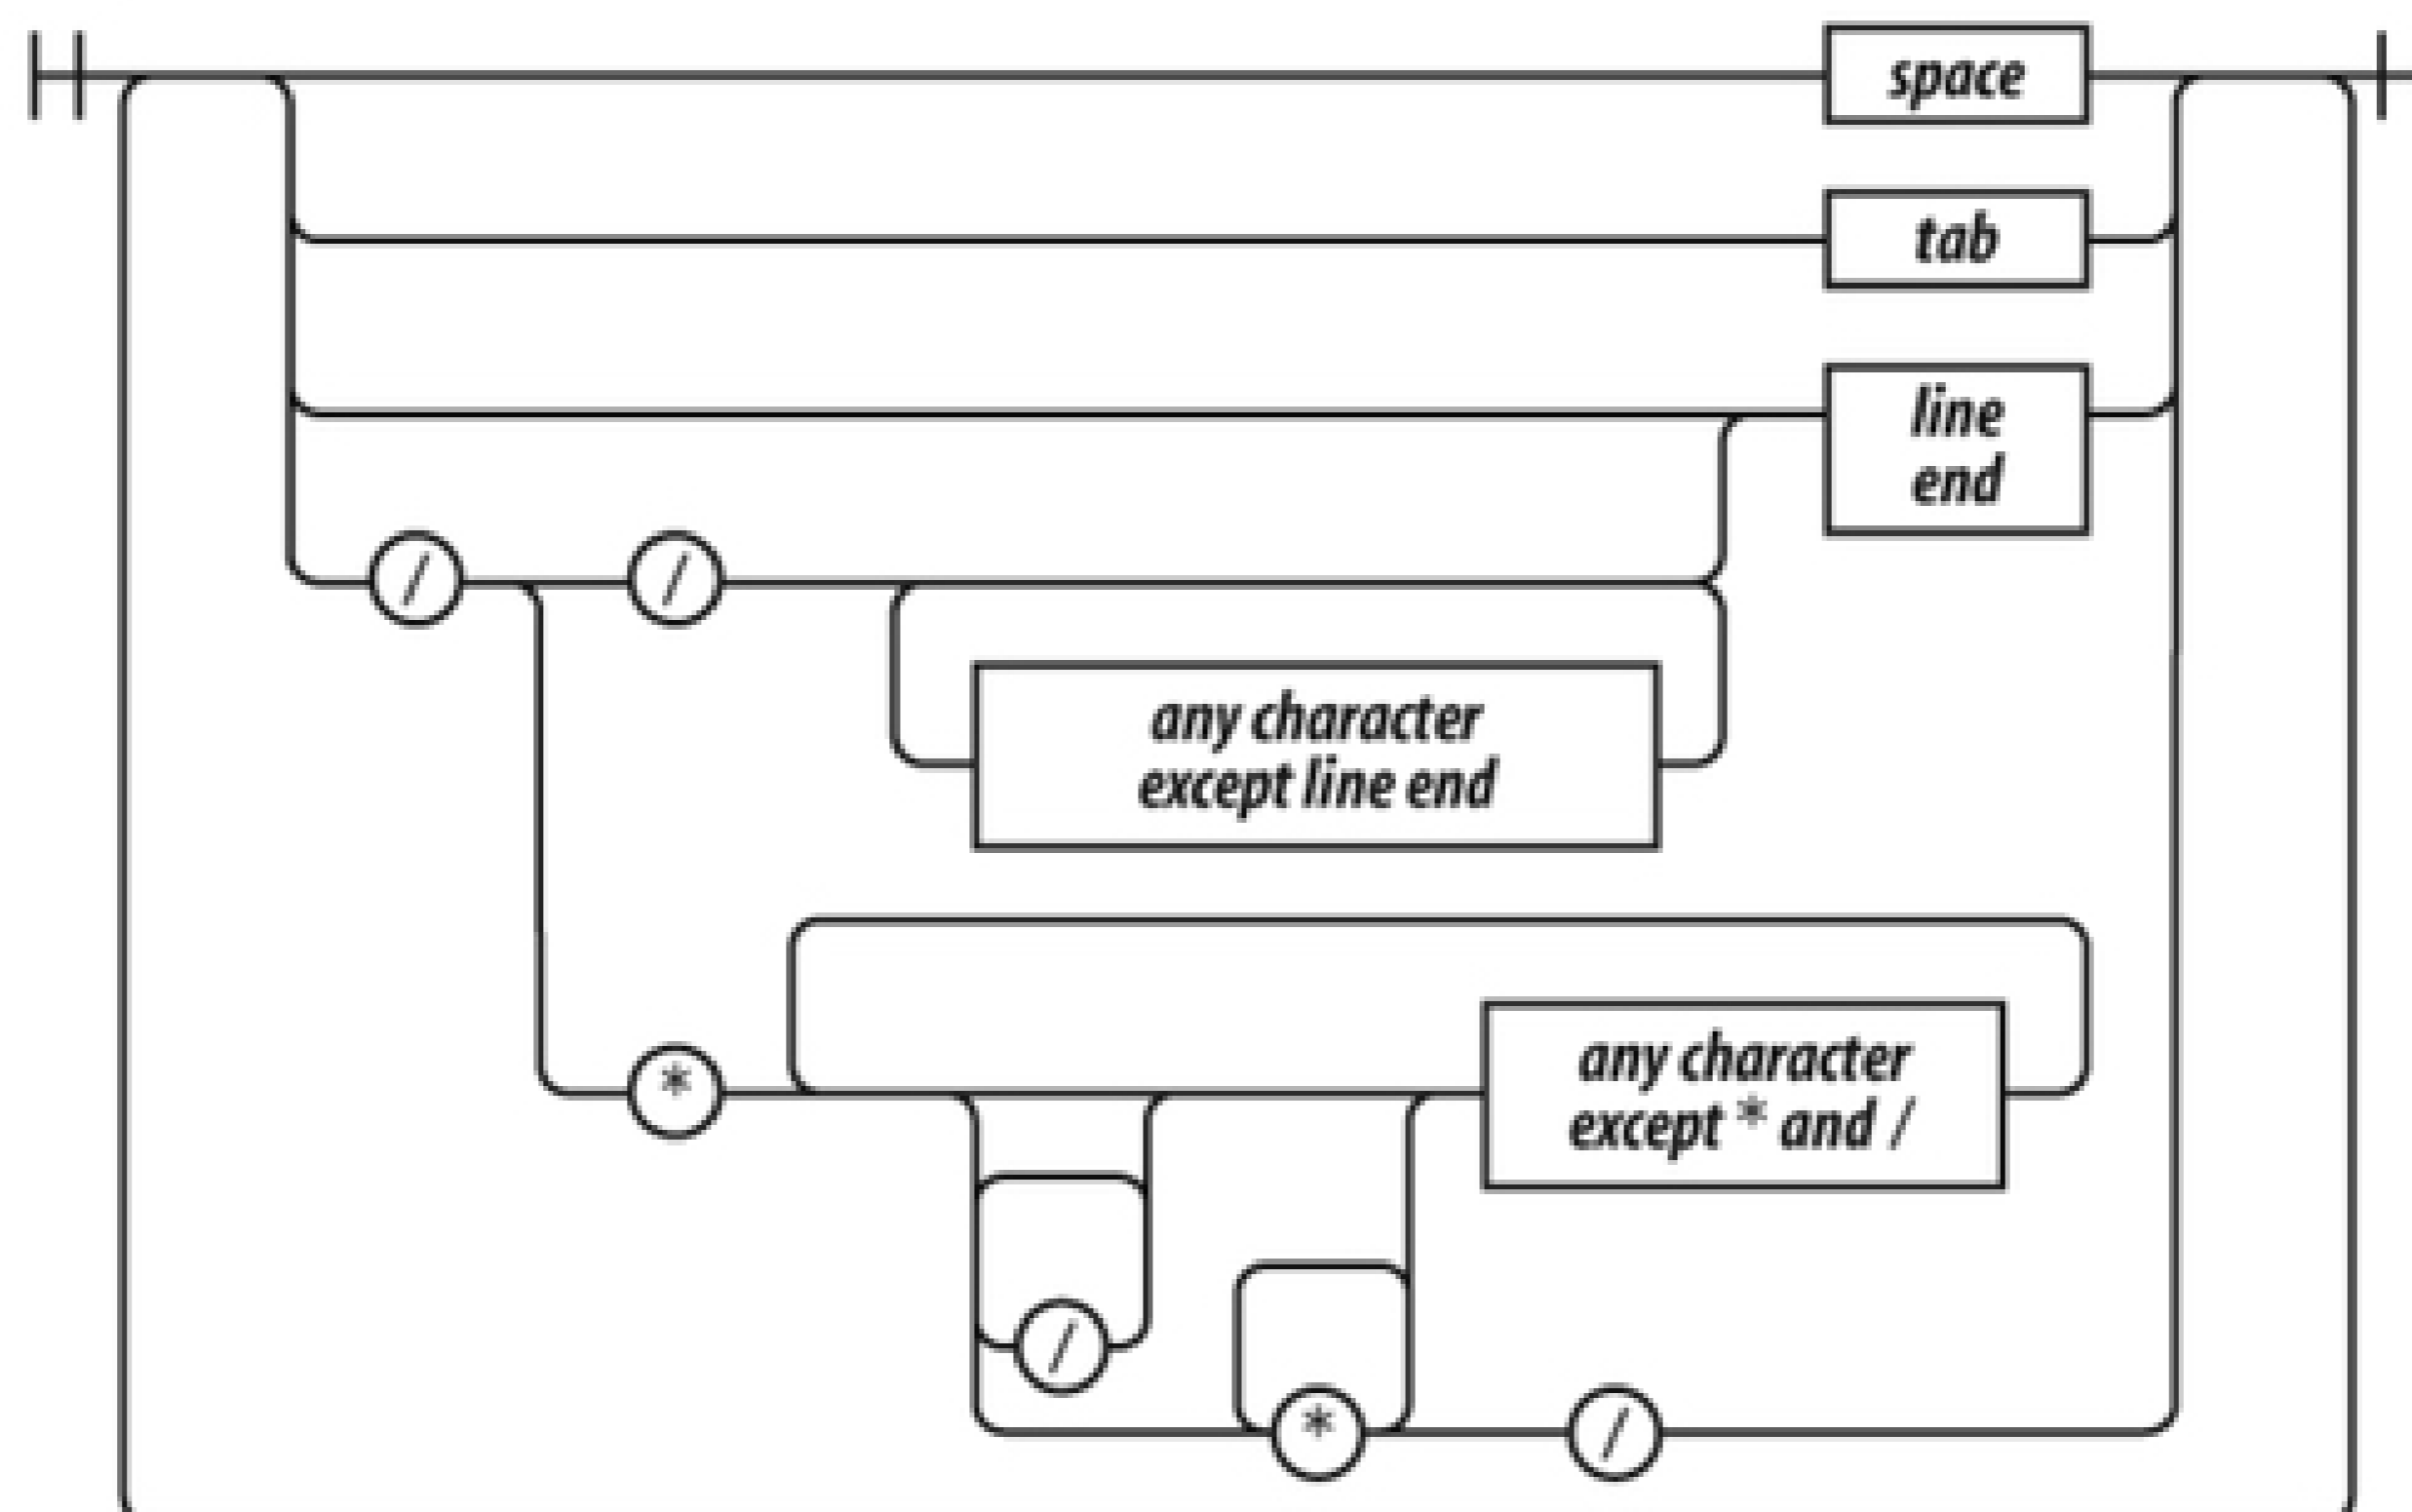 space
tab
line
end
/
/
any character
except line end
*
any character
except * and /
/
*
/